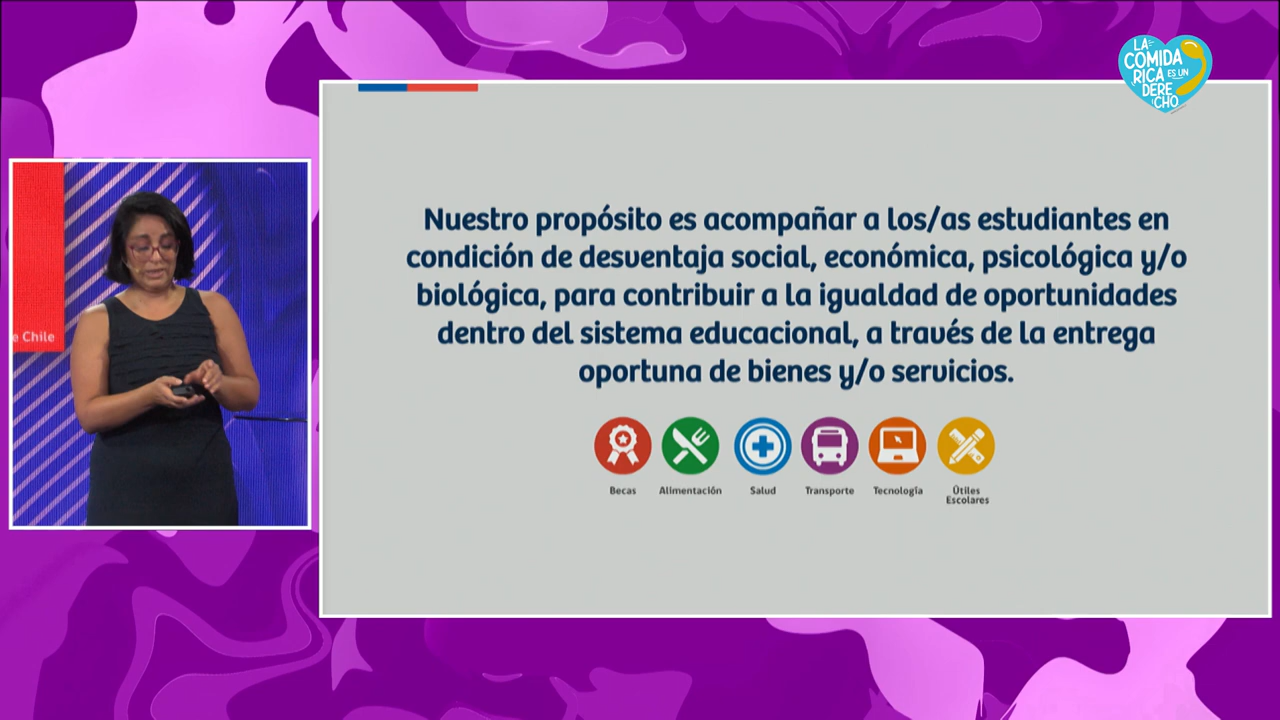 LA
COMIDA
RICA
ES UN
DERE
CHO
e Chile
Nuestro propósito es acompañar a los/as estudiantes en
condición de desventaja social, económica, psicológica y/o
biológica, para contribuir a la igualdad de oportunidades
dentro del sistema educacional, a través de la entrega
oportuna de bienes y/o servicios.
Becas
Alimentación
Salud
Transporte
Tecnología
Útiles
Escolares